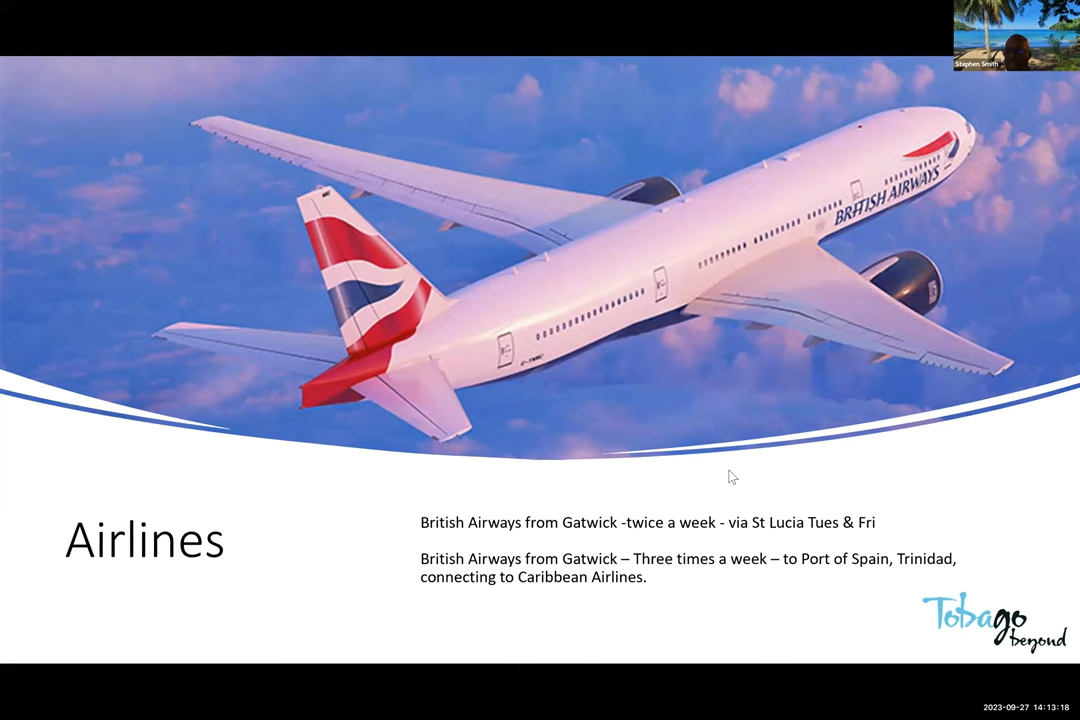 Stephen Smith
BRITISH AIRWAYS
Airlines
British Airways from Gatwick -twice a week - via St Lucia Tues & Fri
British Airways from Gatwick – Three times a week – to Port of Spain, Trinidad,
connecting to Caribbean Airlines.
Tobago
beyond
2023-09-27 14:13:18